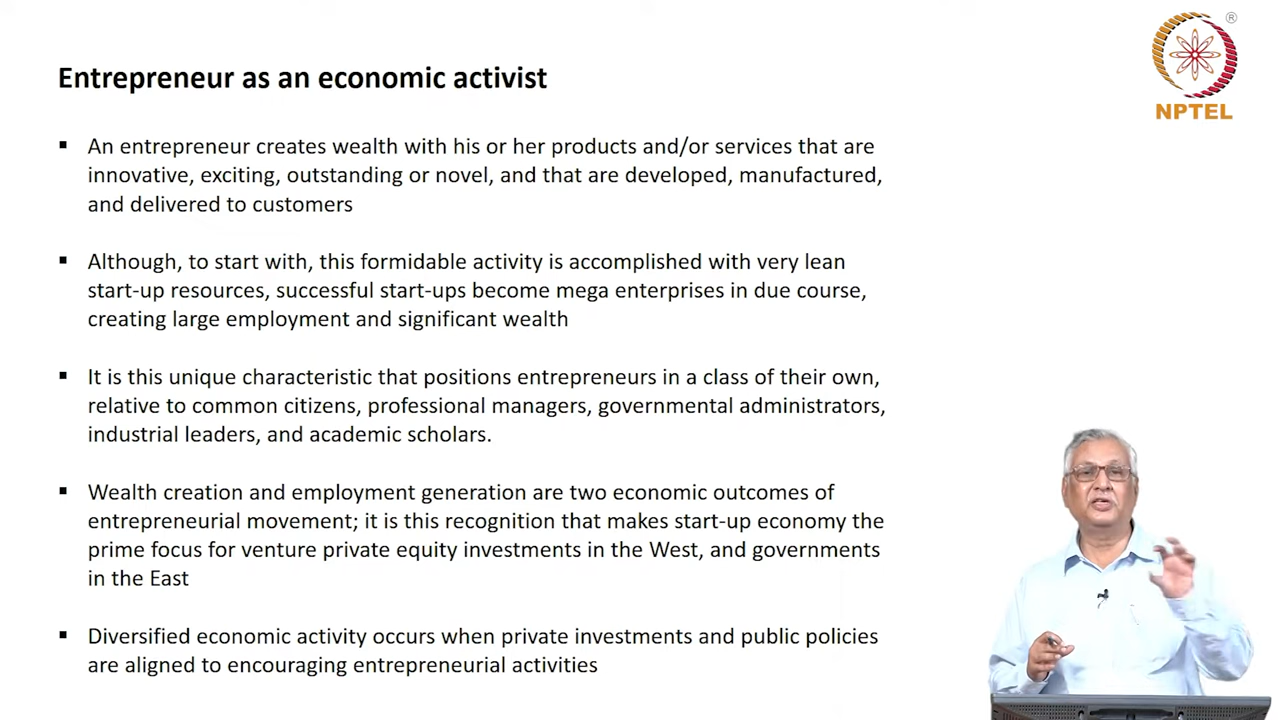 ®
NPTEL
Entrepreneur as an economic activist
▪ An entrepreneur creates wealth with his or her products and/or services that are
innovative, exciting, outstanding or novel, and that are developed, manufactured,
and delivered to customers
▪ Although, to start with, this formidable activity is accomplished with very lean
start-up resources, successful start-ups become mega enterprises in due course,
creating large employment and significant wealth
▪ It is this unique characteristic that positions entrepreneurs in a class of their own,
relative to common citizens, professional managers, governmental administrators,
industrial leaders, and academic scholars.
▪ Wealth creation and employment generation are two economic outcomes of
entrepreneurial movement; it is this recognition that makes start-up economy the
prime focus for venture private equity investments in the West, and governments
in the East
▪ Diversified economic activity occurs when private investments and public policies
are aligned to encouraging entrepreneurial activities